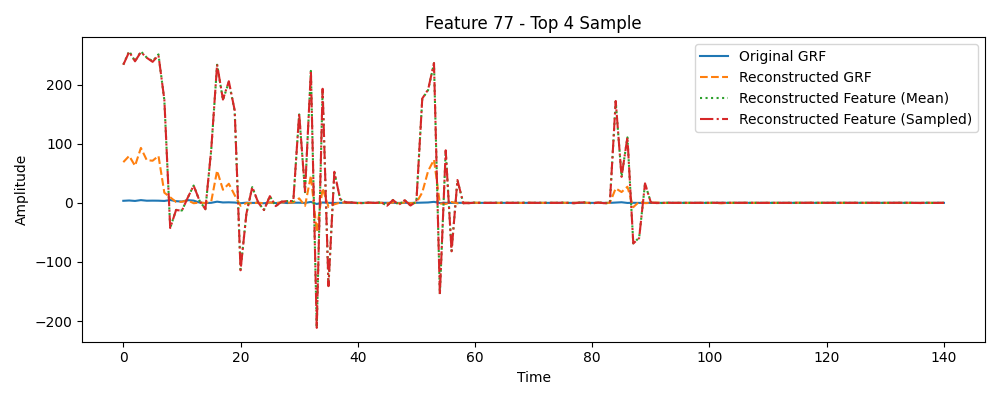 Feature 77 - Top 4 Sample
Original GRF
Reconstructed GRF
Reconstructed Feature (Mean)
Reconstructed Feature (Sampled)
Amplitude
200
100
0
−100
−200
0 20 40 60 80 100 120 140
Time